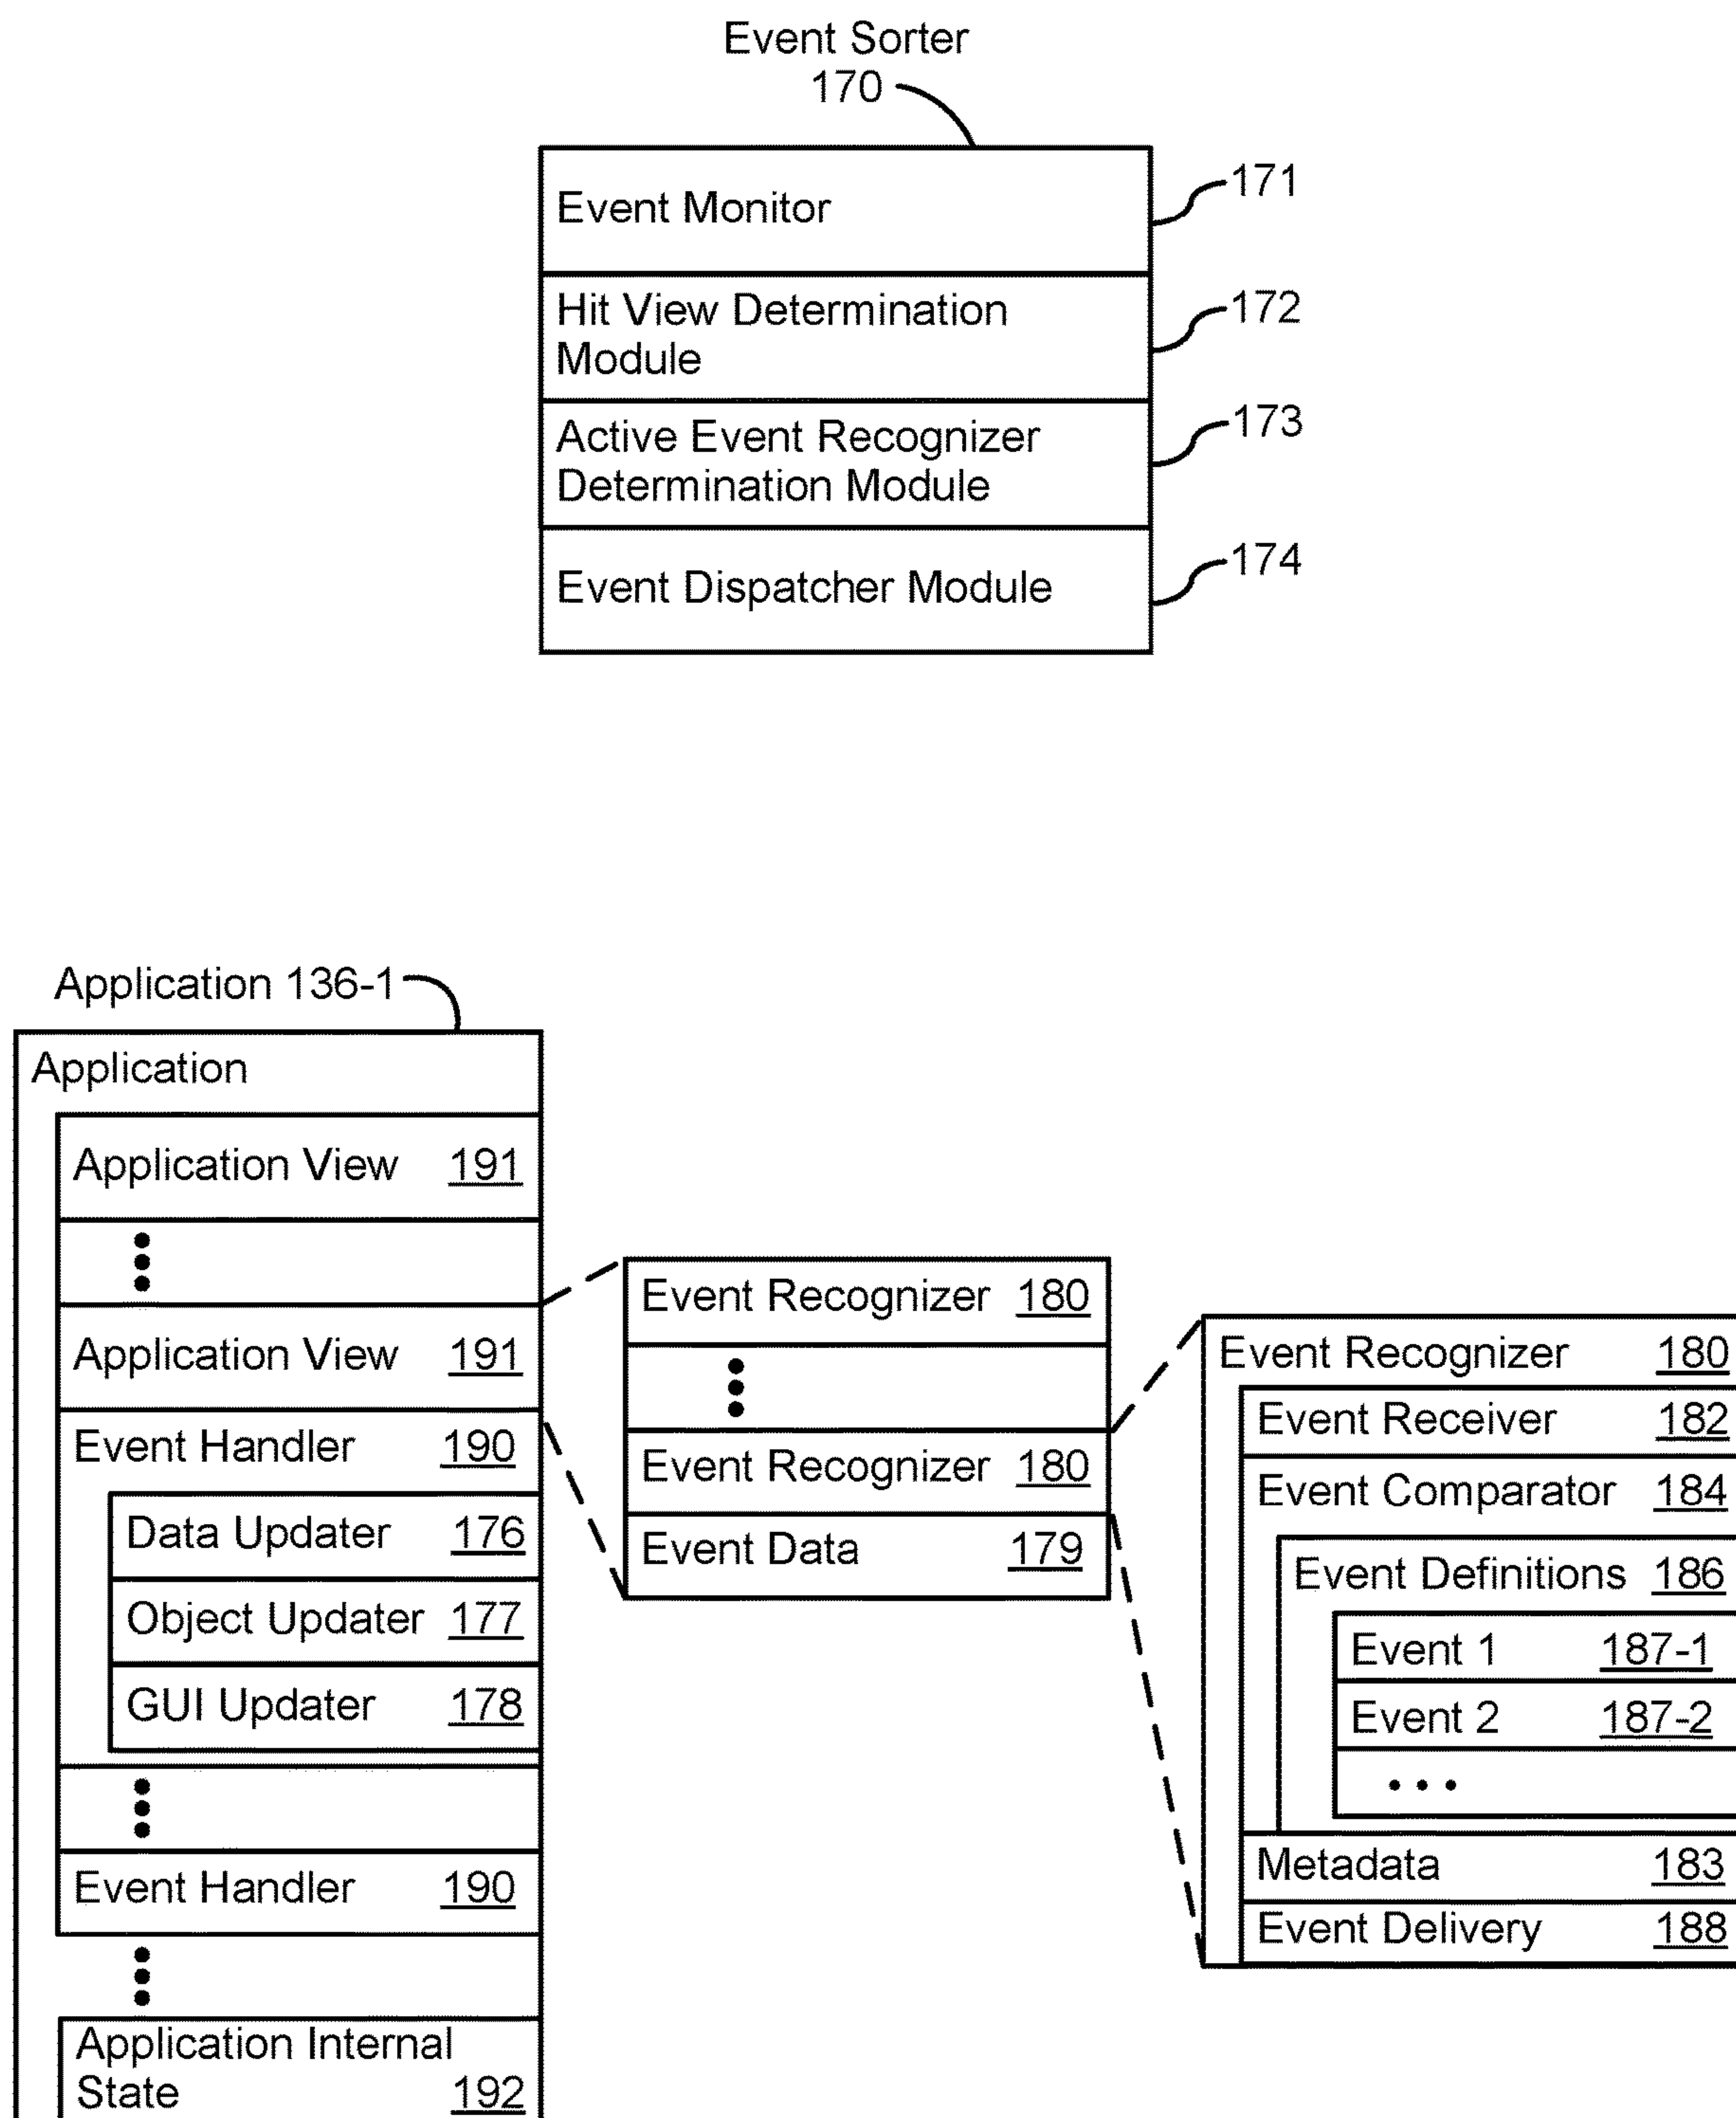 Event Sorter
170
Event Monitor
171
Hit View Determination
Module
172
Active Event Recognizer
Determination Module
173
Event Dispatcher Module
174
Application 136-1
Application
Application View 191
Application View 191
Event Handler 190
Data Updater 176
Object Updater 177
GUI Updater 178
Event Handler 190
Application Internal
State 192
Event Recognizer 180
Event Recognizer 180
Event Data 179
Event Recognizer 180
Event Receiver 182
Event Comparator 184
Event Definitions 186
Event 1 187-1
Event 2 187-2
...
Metadata 183
Event Delivery 188